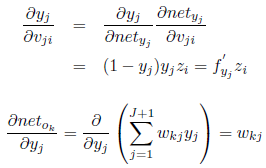 ∂y_j/∂v_ji = ∂y_j/∂net_{y_j} ∂net_{y_j}/∂v_ji
= (1 − y_j)y_j z_i = f′_{y_j} z_i
∂net_{o_k}/∂y_j = ∂/∂y_j ( ∑_{j=1}^{J+1} w_kj y_j ) = w_kj